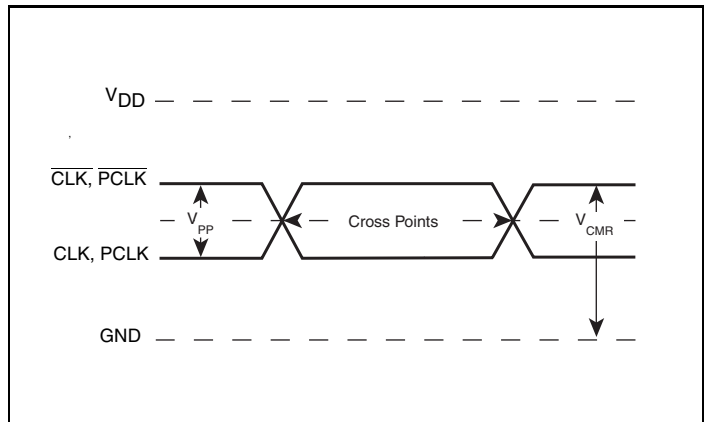 VDD
CLK, PCLK
VPP
Cross Points
VCMR
CLK, PCLK
GND